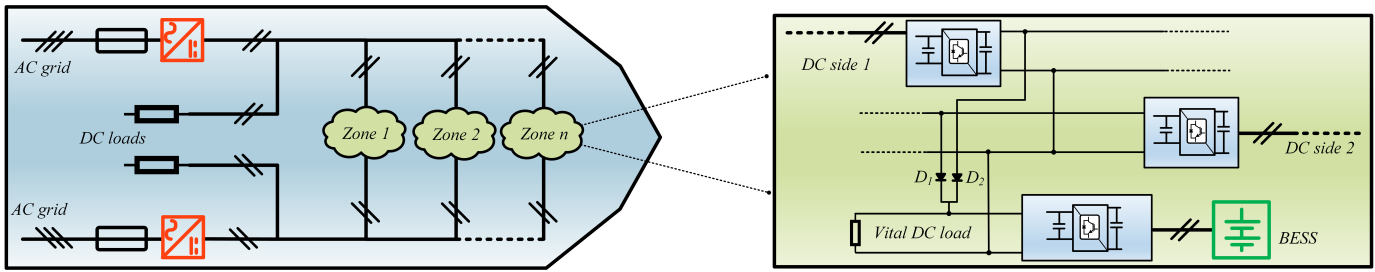 AC grid
DC loads
AC grid
Zone 1
Zone 2
Zone n
DC side 1
DC side 2
D1
D2
Vital DC load
BESS